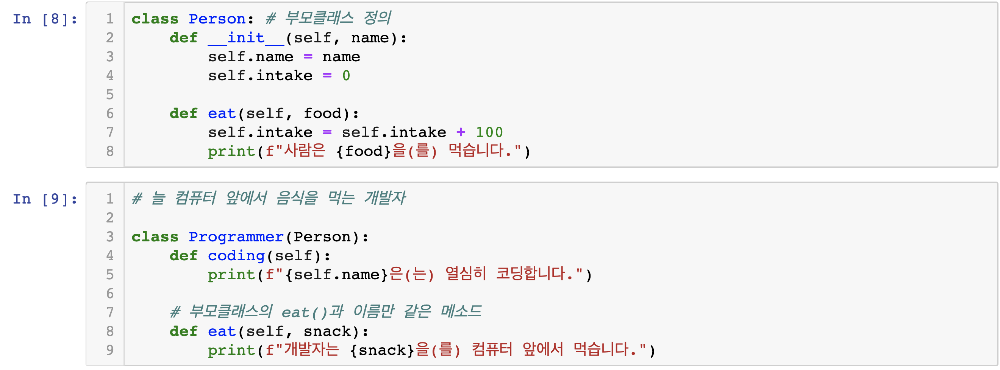 In [8]:
1 class Person: # 부모클래스 정의
2     def __init__(self, name):
3         self.name = name
4         self.intake = 0
5
6     def eat(self, food):
7         self.intake = self.intake + 100
8         print(f"사람은 {food}을(를) 먹습니다.")
In [9]:
1 # 늘 컴퓨터 앞에서 음식을 먹는 개발자
2
3 class Programmer(Person):
4     def coding(self):
5         print(f"{self.name}은(는) 열심히 코딩합니다.")
6
7     # 부모클래스의 eat()과 이름만 같은 메소드
8     def eat(self, snack):
9         print(f"개발자는 {snack}을(를) 컴퓨터 앞에서 먹습니다.")